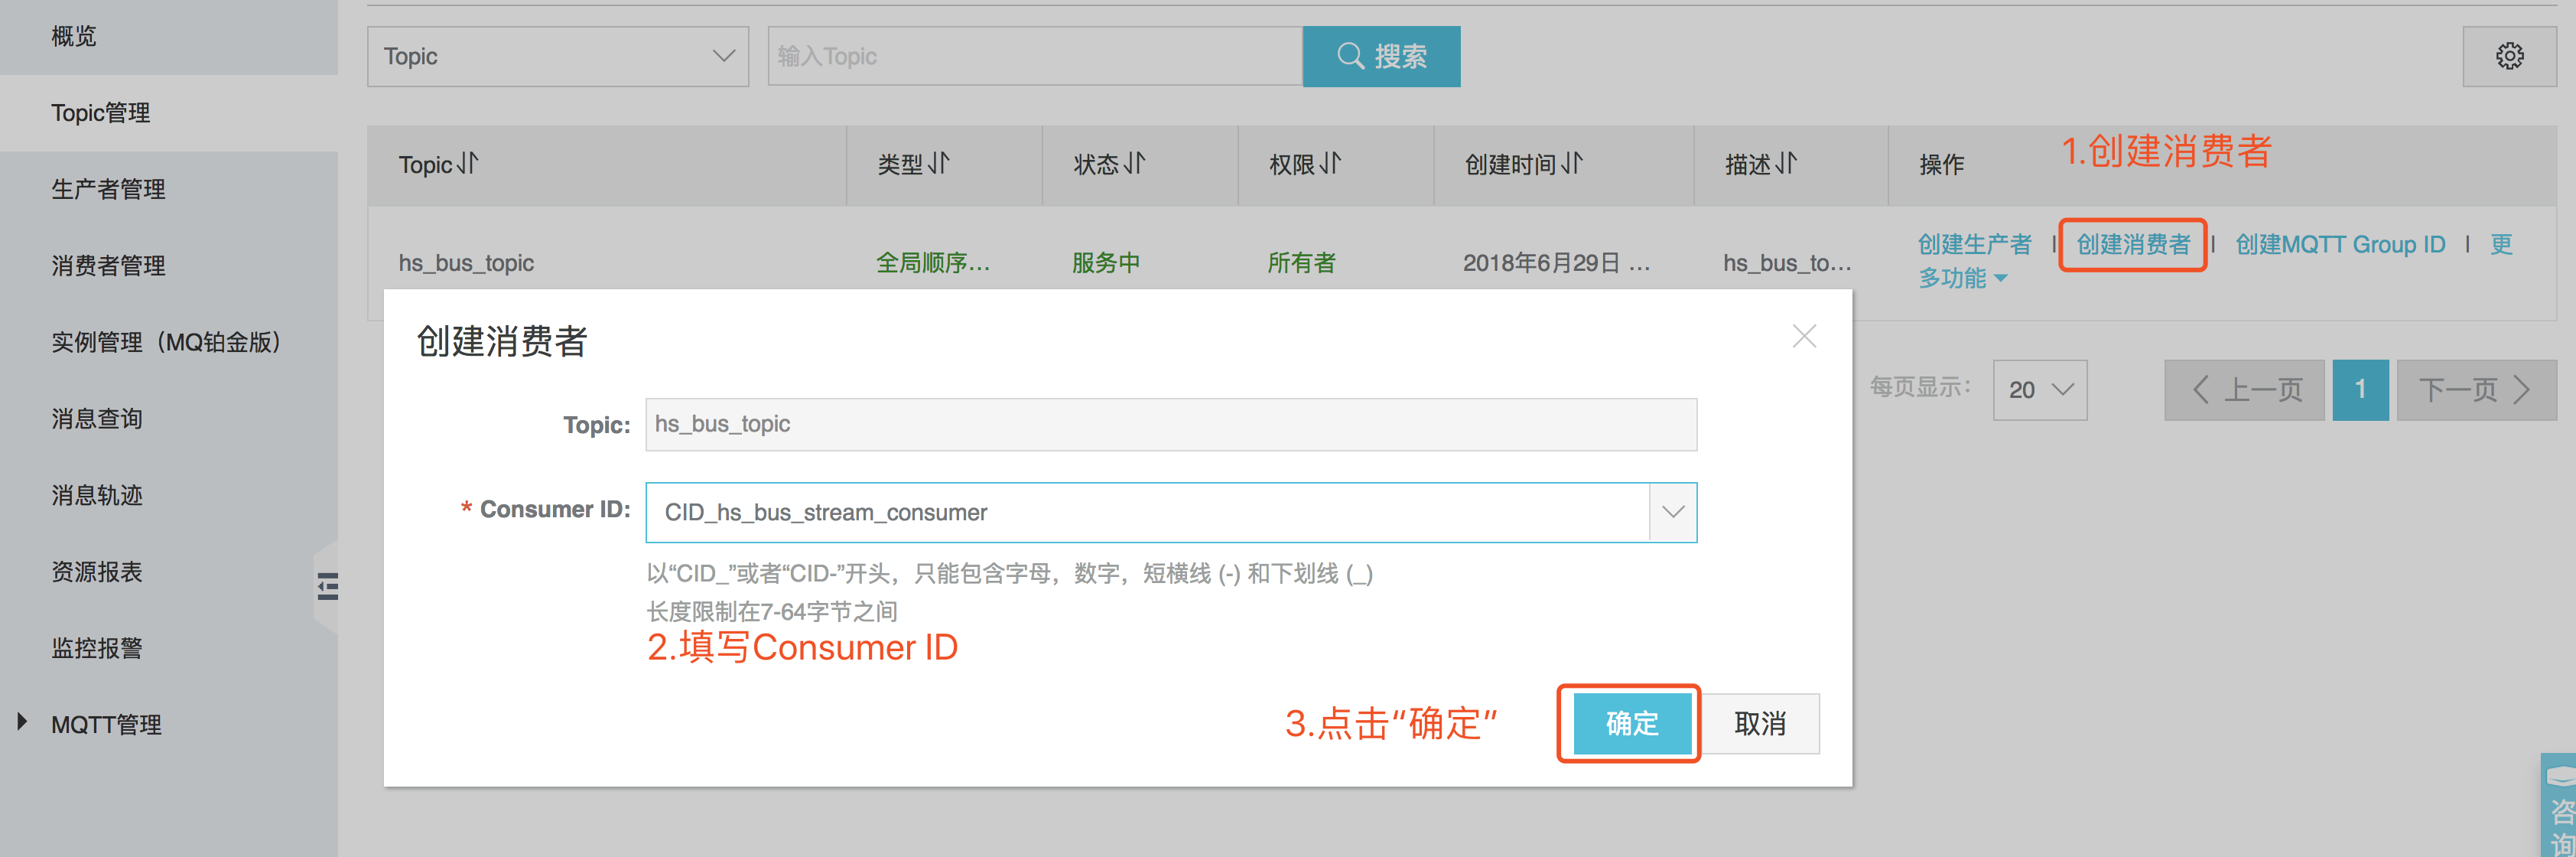 概览
Topic管理
生产者管理
消费者管理
实例管理（MQ铂金版）
消息查询
消息轨迹
资源报表
监控报警
MQTT管理
Topic
输入Topic
搜索
Topic 类型 状态 权限 创建时间 描述 操作
1.创建消费者
hs_bus_topic 全局顺序... 服务中 所有者 2018年6月29日 ... hs_bus_to...
创建生产者 | 创建消费者 | 创建MQTT Group ID | 更
多功能
每页显示： 20 上一页 1 下一页
创建消费者
Topic: hs_bus_topic
* Consumer ID: CID_hs_bus_stream_consumer
以“CID_”或者“CID-”开头，只能包含字母，数字，短横线 (-) 和下划线 (_)
长度限制在7-64字节之间
2.填写Consumer ID
3.点击“确定”
确定 取消
咨
询